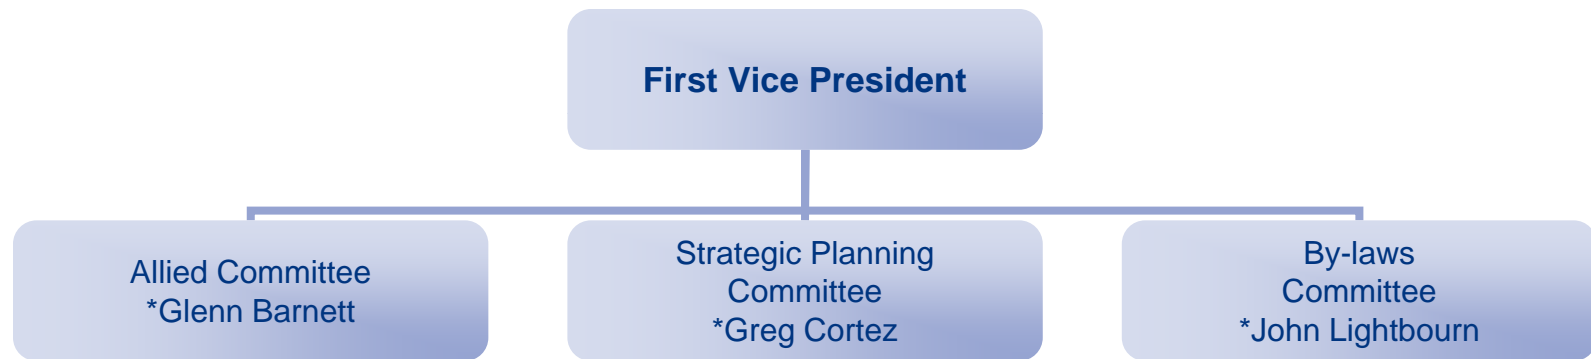 First Vice President
Allied Committee
*Glenn Barnett
Strategic Planning
Committee
*Greg Cortez
By-laws
Committee
*John Lightbourn